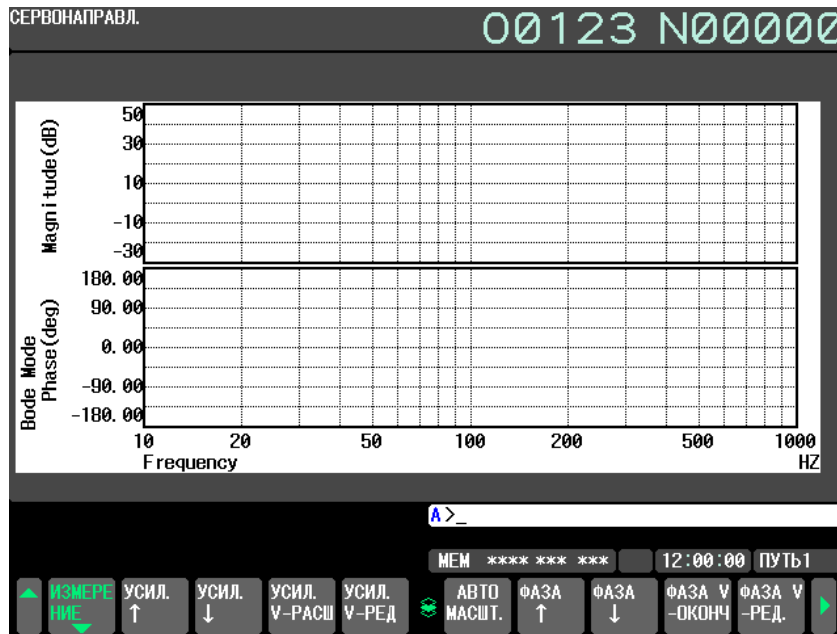 СЕРВОНАПРАВЛ.
O0123 N00000
50
30
10
-10
-30
Magnitude(dB)
180.00
90.00
0.00
-90.00
-180.00
Bode Mode
Phase(deg)
10 20 50 100 200 500 1000
Frequency HZ
A>_
MEM **** *** *** 12:00:00 ПУТЬ1
ИЗМЕРЕ УСИЛ. УСИЛ. УСИЛ. УСИЛ. АВТО ФАЗА ФАЗА ФАЗА V ФАЗА V
НИЕ ↑ ↓ V-РАСШ V-РЕД МАСШТ. ↑ ↓ -ОКОНЧ -РЕД.